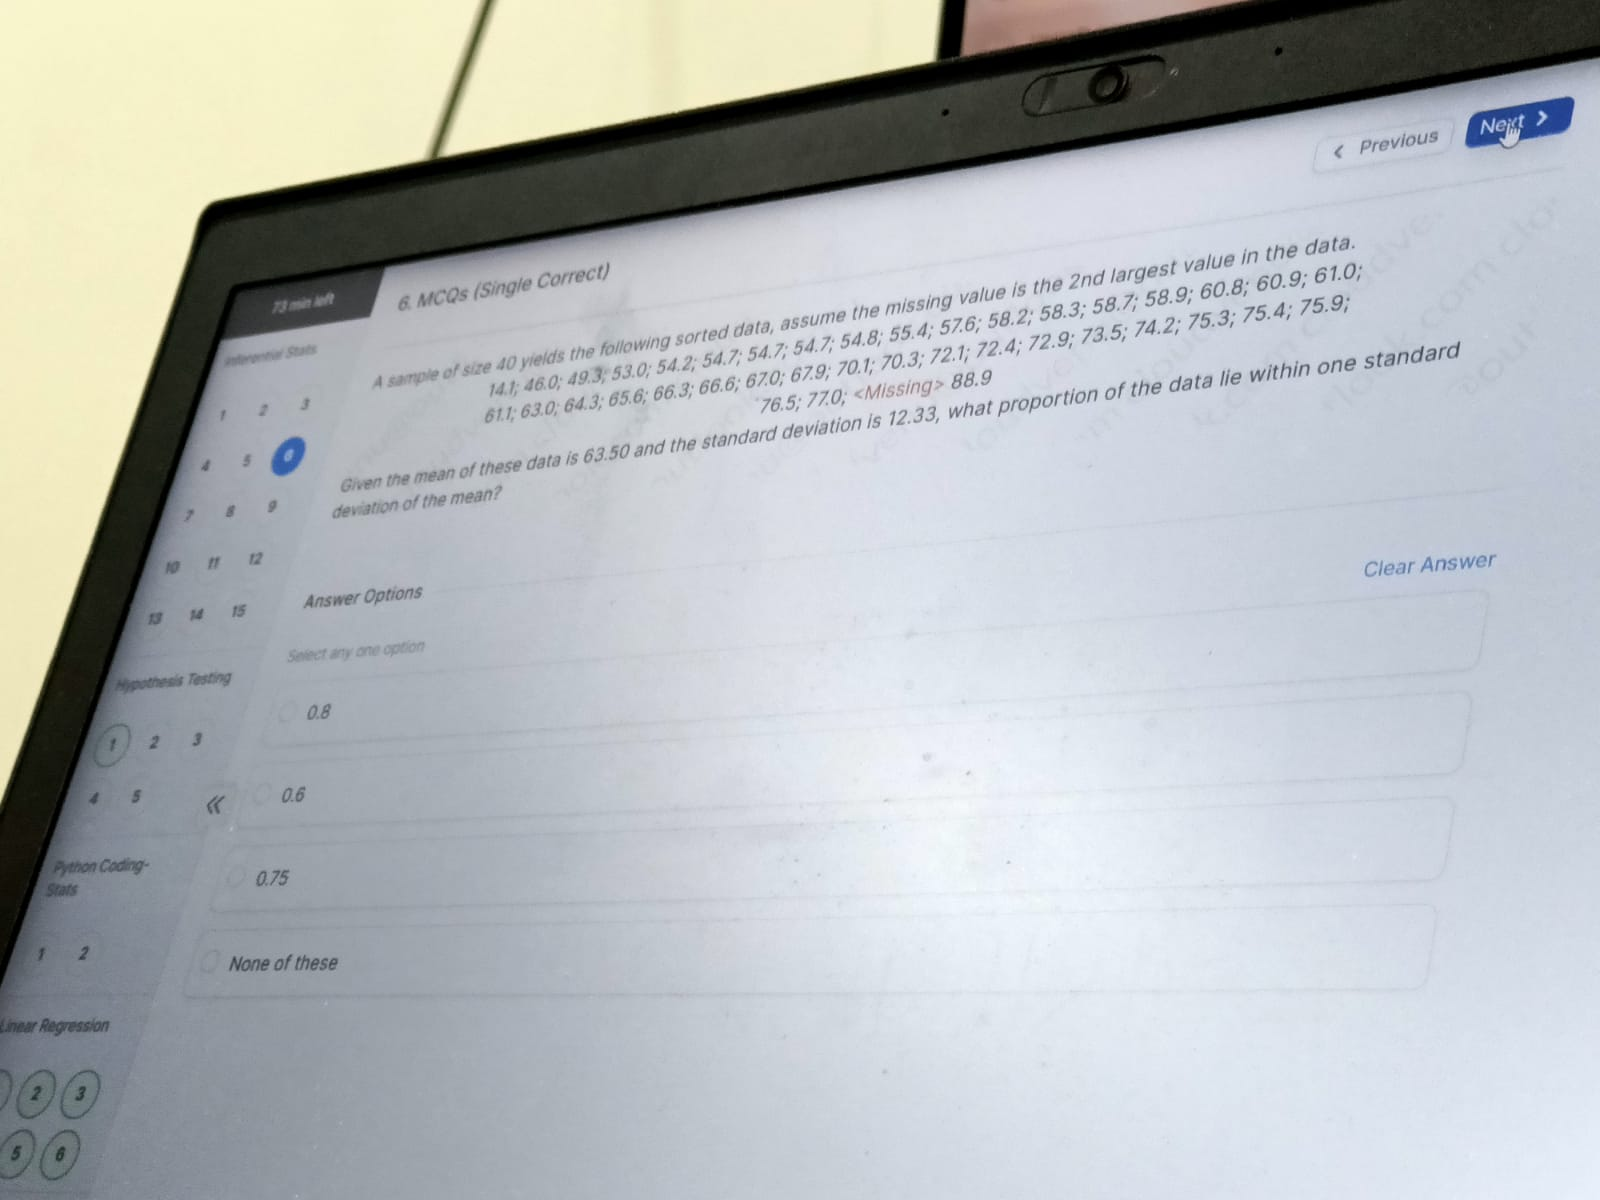 Previous
Next
73 min left
6. MCQs (Single Correct)
Inferential Stats
1 2 3
4 5 6
7 8 9
10 11 12
13 14 15
Hypothesis Testing
1 2 3
4 5
Python Coding-
Stats
1 2
Linear Regression
2 3
5 6
A sample of size 40 yields the following sorted data, assume the missing value is the 2nd largest value in the data.
14.1; 46.0; 49.3; 53.0; 54.2; 54.7; 54.7; 54.7; 54.8; 55.4; 57.6; 58.2; 58.3; 58.7; 58.9; 60.8; 60.9; 61.0;
61.1; 63.0; 64.3; 65.6; 66.3; 66.6; 67.0; 67.9; 70.1; 70.3; 72.1; 72.4; 72.9; 73.5; 74.2; 75.3; 75.4; 75.9;
76.5; 77.0; <Missing> 88.9
Given the mean of these data is 63.50 and the standard deviation is 12.33, what proportion of the data lie within one standard
deviation of the mean?
Answer Options
Clear Answer
Select any one option
0.8
0.6
0.75
None of these